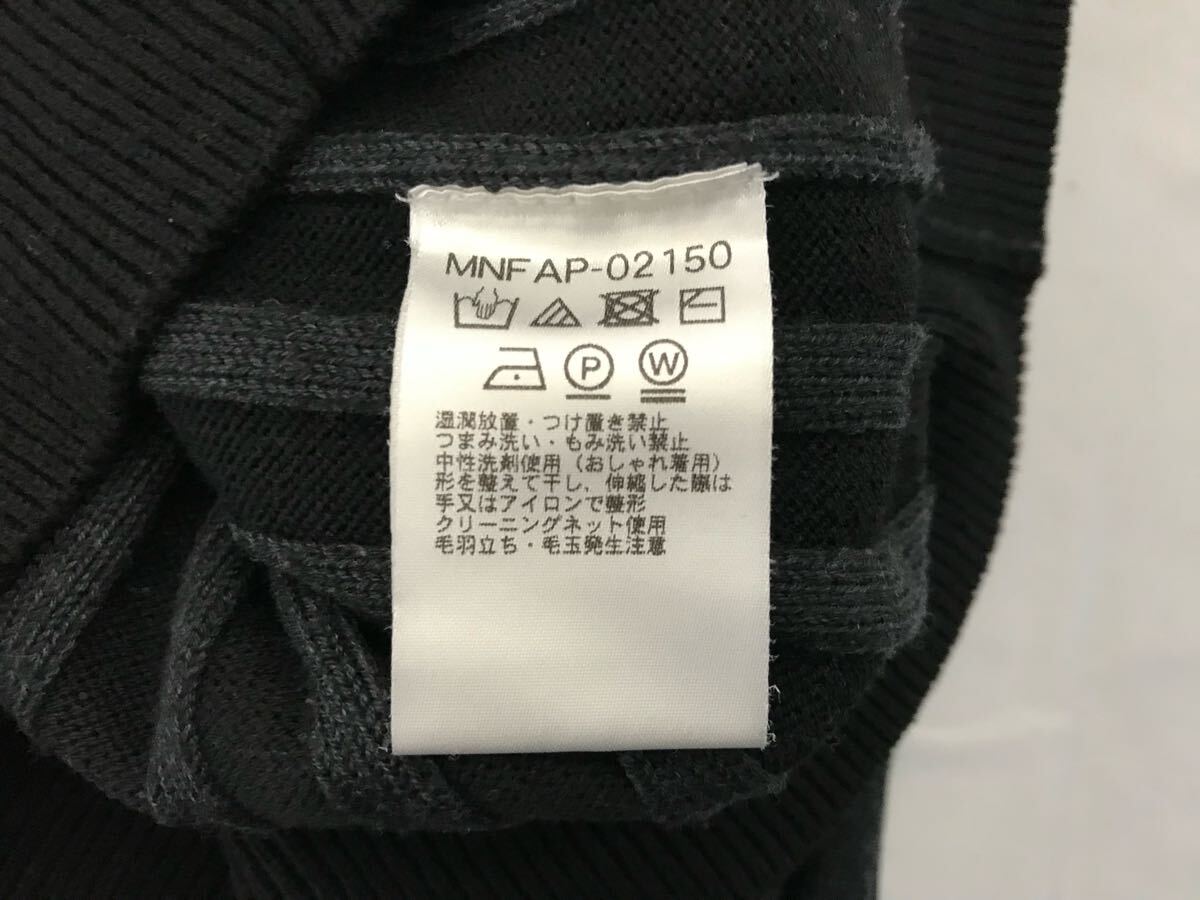 MNFAP-02150
P W
湿潤放置・つけ置き禁止
つまみ洗い・もみ洗い禁止
中性洗剤使用（おしゃれ着用）
形を整えて干し、伸縮した際は
手又はアイロンで整形
クリーニングネット使用
毛羽立ち・毛玉発生注意